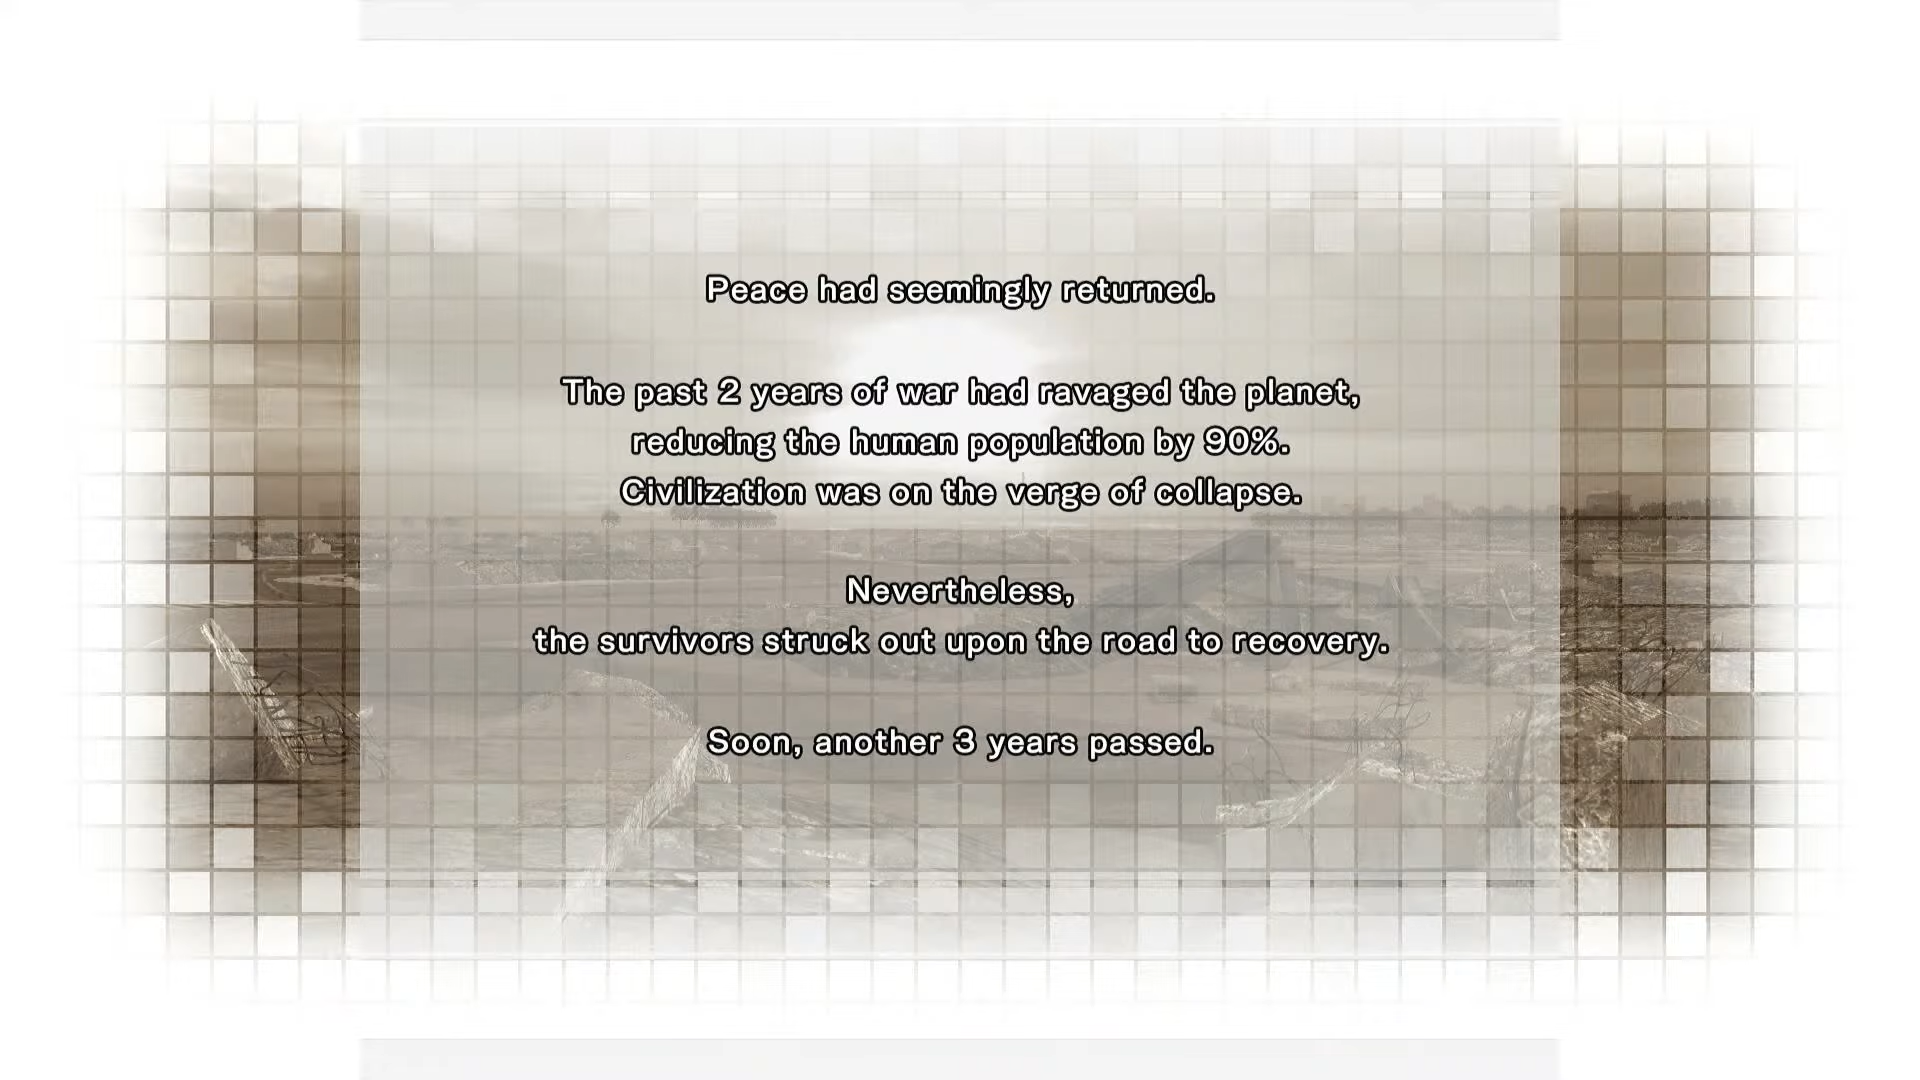 Peace had seemingly returned.
The past 2 years of war had ravaged the planet,
reducing the human population by 90%.
Civilization was on the verge of collapse.
Nevertheless,
the survivors struck out upon the road to recovery.
Soon, another 3 years passed.